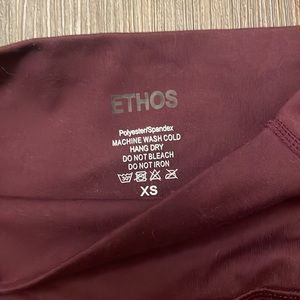 ETHOS
Polyester/Spandex
MACHINE WASH COLD
HANG DRY
DO NOT BLEACH
DO NOT IRON
XS